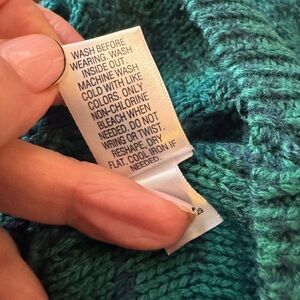 WASH BEFORE
WEARING. WASH
INSIDE OUT.
MACHINE WASH
COLD WITH LIKE
COLORS. ONLY
NON-CHLORINE
BLEACH WHEN
NEEDED. DO NOT
WRING OR TWIST.
RESHAPE. DRY
FLAT. COOL IRON IF
NEEDED.